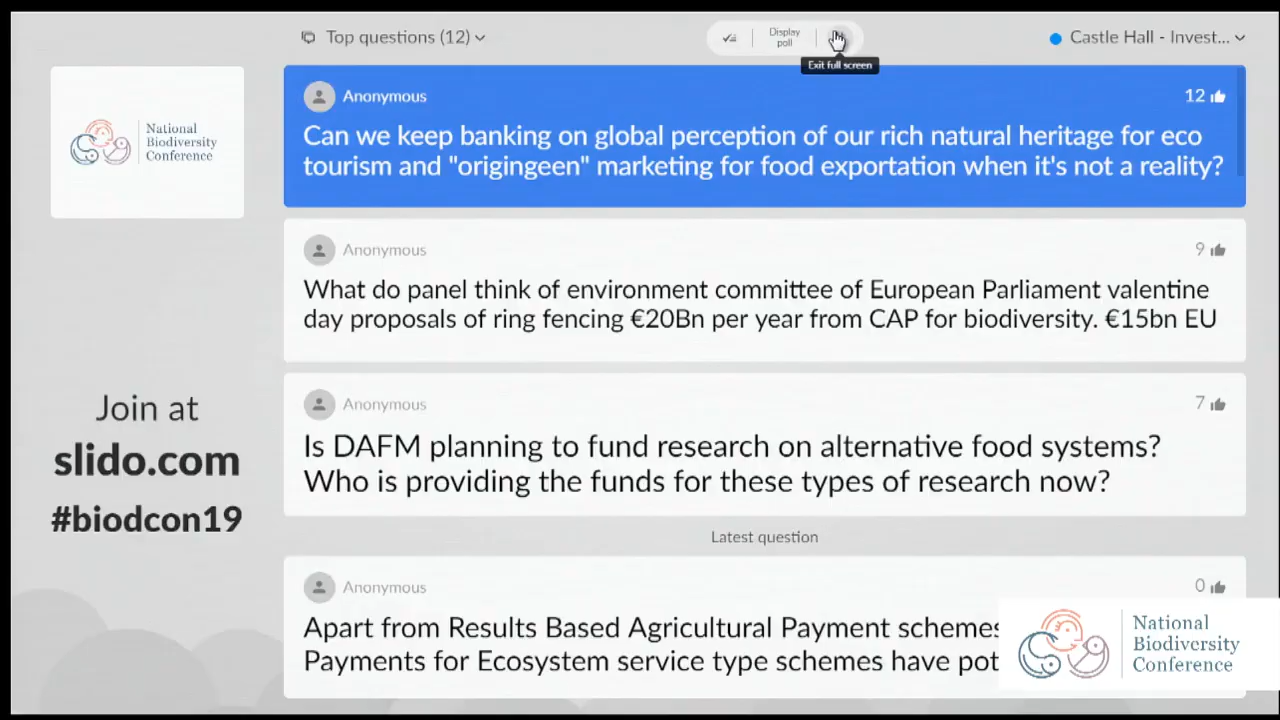 Top questions (12)
Display
poll
Castle Hall - Invest...
Exit full screen
National
Biodiversity
Conference
Anonymous
12
Can we keep banking on global perception of our rich natural heritage for eco
tourism and "origingeen" marketing for food exportation when it's not a reality?
Anonymous
9
What do panel think of environment committee of European Parliament valentine
day proposals of ring fencing €20Bn per year from CAP for biodiversity. €15bn EU
Join at
slido.com
#biodcon19
Anonymous
7
Is DAFM planning to fund research on alternative food systems?
Who is providing the funds for these types of research now?
Latest question
Anonymous
0
Apart from Results Based Agricultural Payment schemes
Payments for Ecosystem service type schemes have pot
National
Biodiversity
Conference